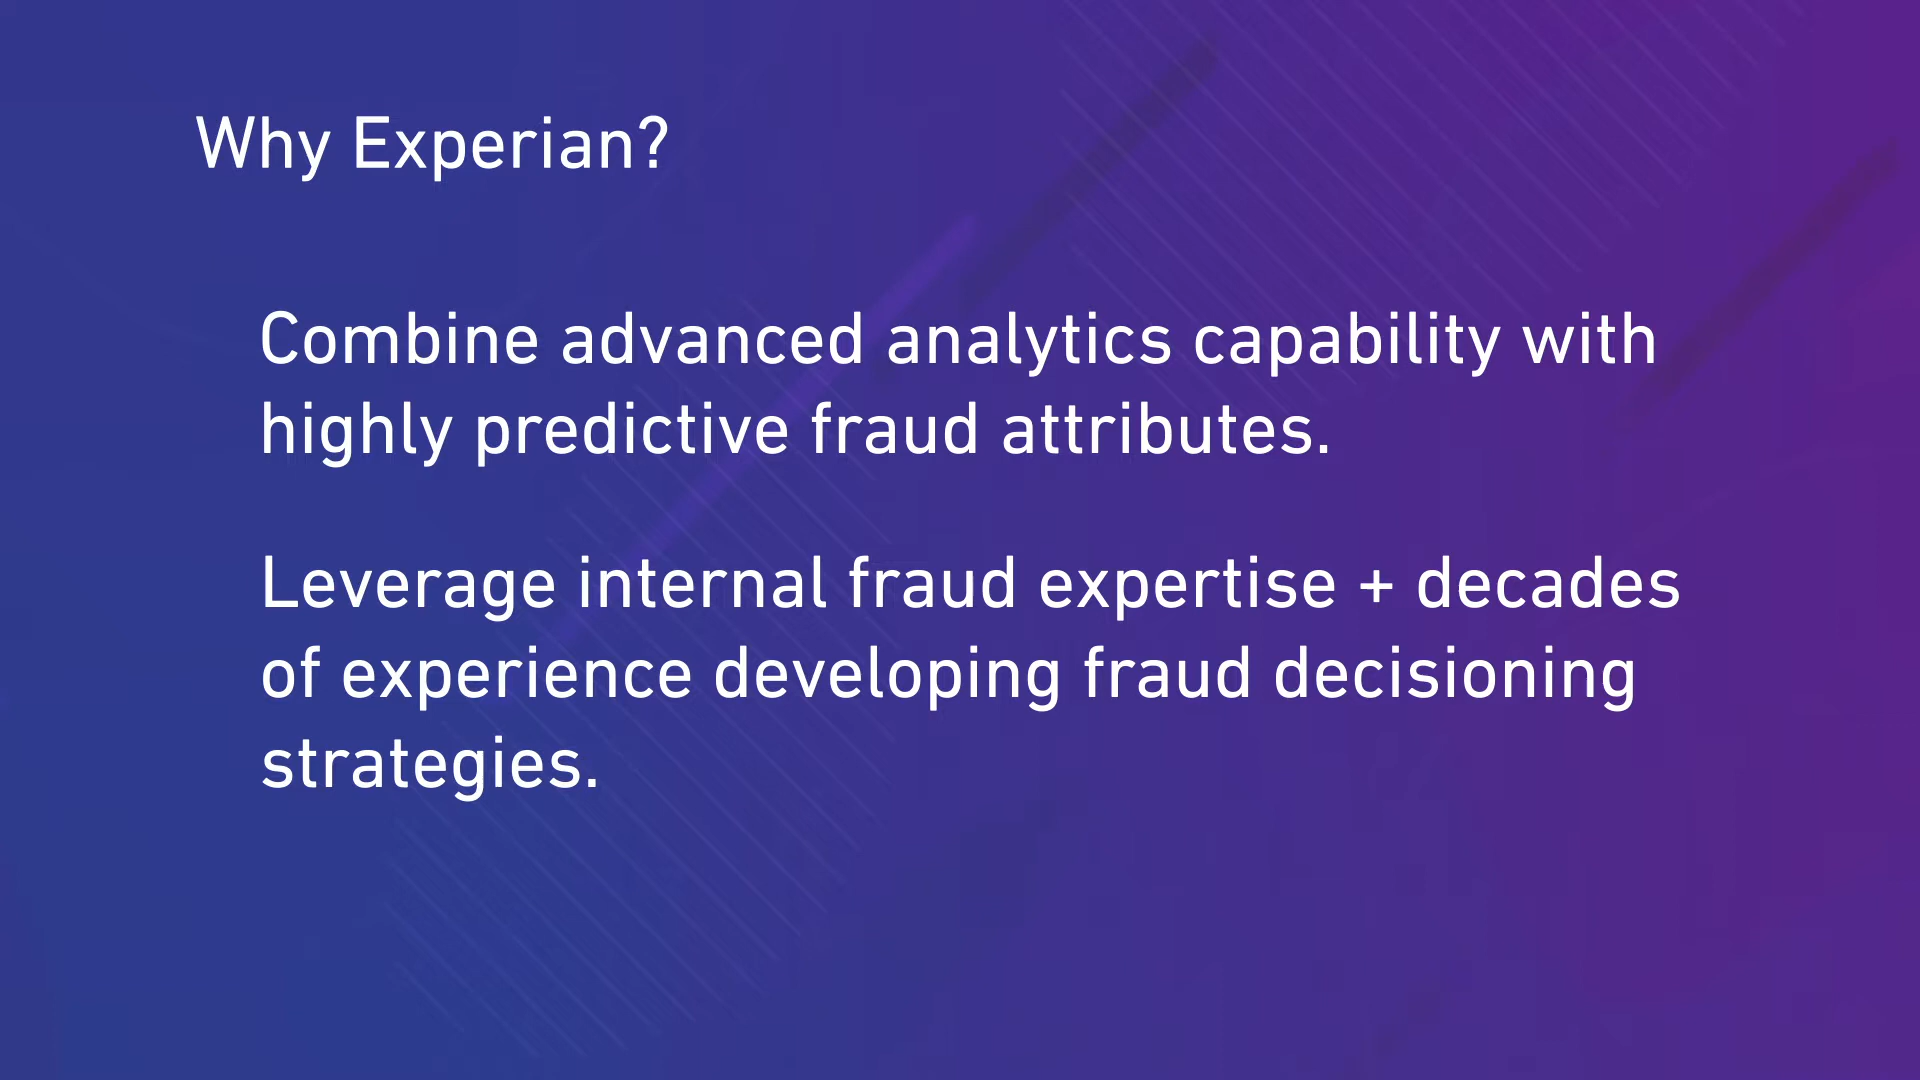 Why Experian?
Combine advanced analytics capability with
highly predictive fraud attributes.
Leverage internal fraud expertise + decades
of experience developing fraud decisioning
strategies.